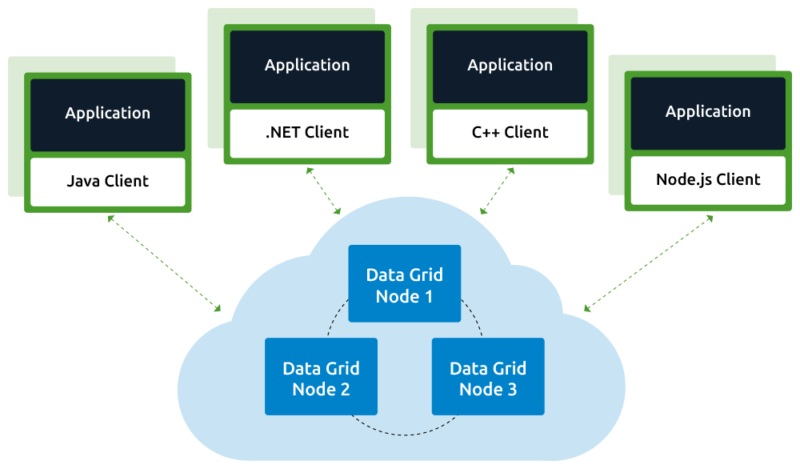 Application
Java Client
Application
.NET Client
Application
C++ Client
Application
Node.js Client
Data Grid
Node 1
Data Grid
Node 2
Data Grid
Node 3